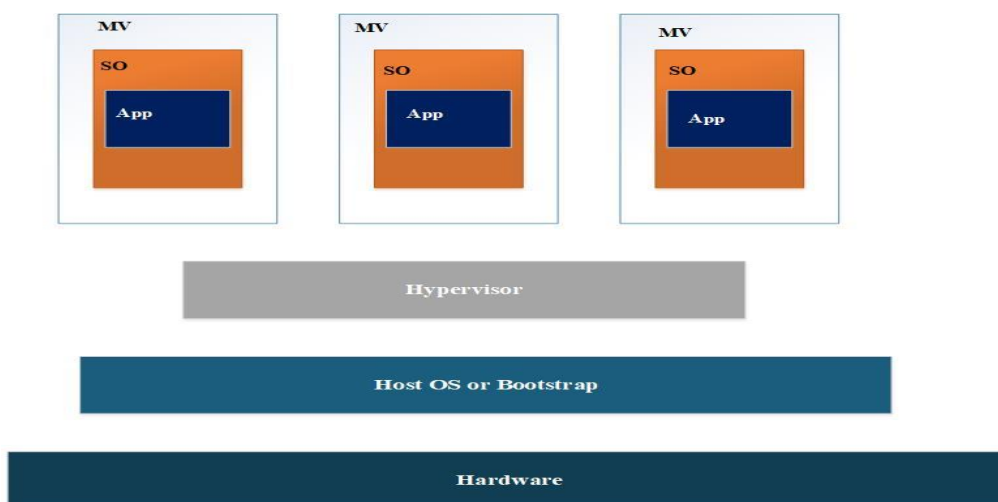 MV
SO
App
MV
SO
App
MV
SO
App
Hypervisor
Host OS or Bootstrap
Hardware